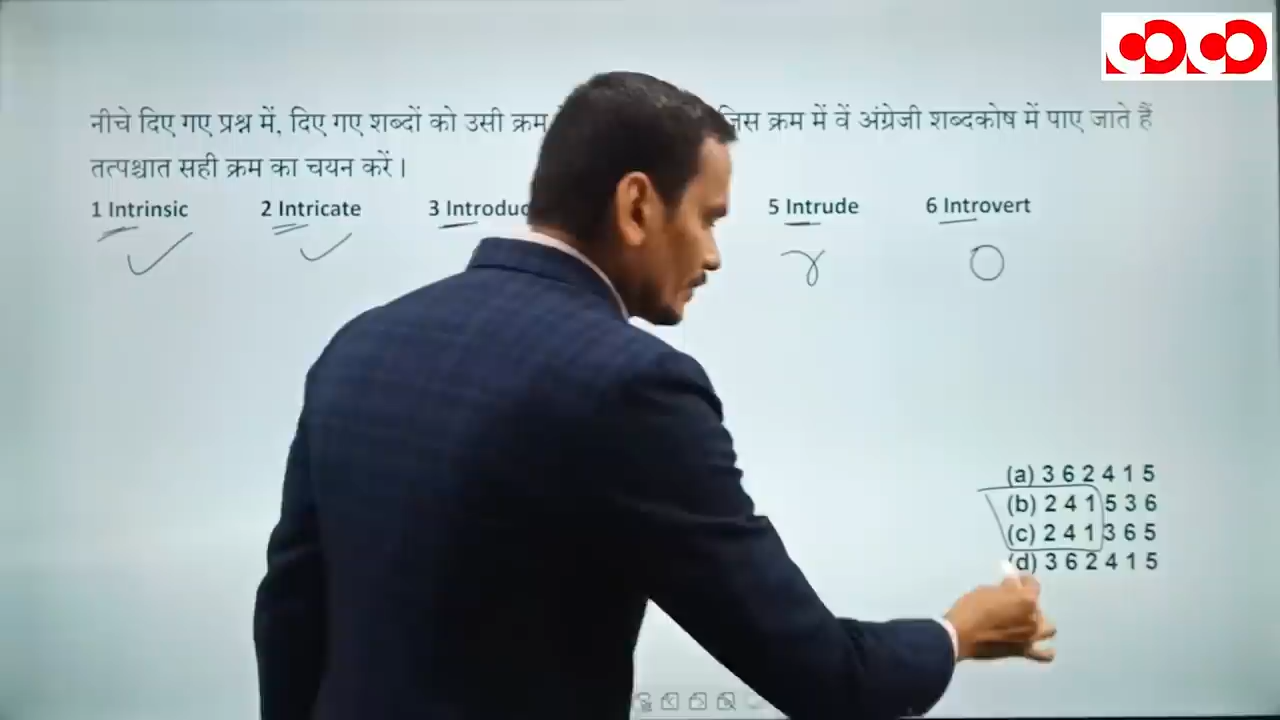 नीचे दिए गए प्रश्न में, दिए गए शब्दों को उसी क्रम जिस क्रम में वें अंग्रेजी शब्दकोष में पाए जाते हैं
तत्पश्चात सही क्रम का चयन करें।
1 Intrinsic 2 Intricate 3 5 Intrude 6 Introvert
(a) 3 6 2 4 1 5
(b) 2 4 1 5 3 6
(c) 2 4 1 3 6 5
(d) 3 6 2 4 1 5